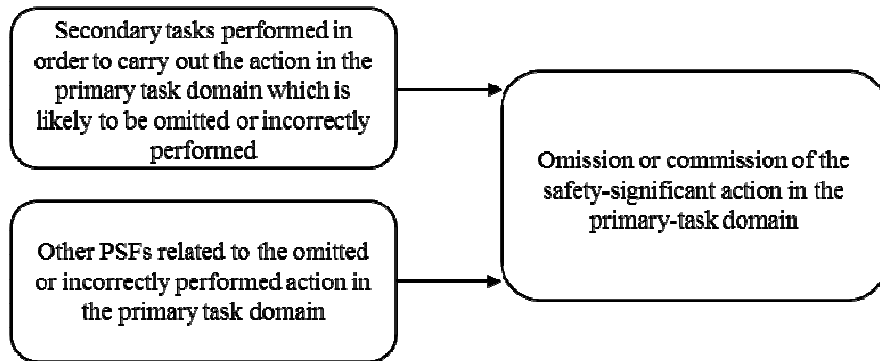 Secondary tasks performed in
order to carry out the action in the
primary task domain which is
likely to be omitted or incorrectly
performed
Other PSFs related to the omitted
or incorrectly performed action in
the primary task domain
Omission or commission of the
safety-significant action in the
primary-task domain